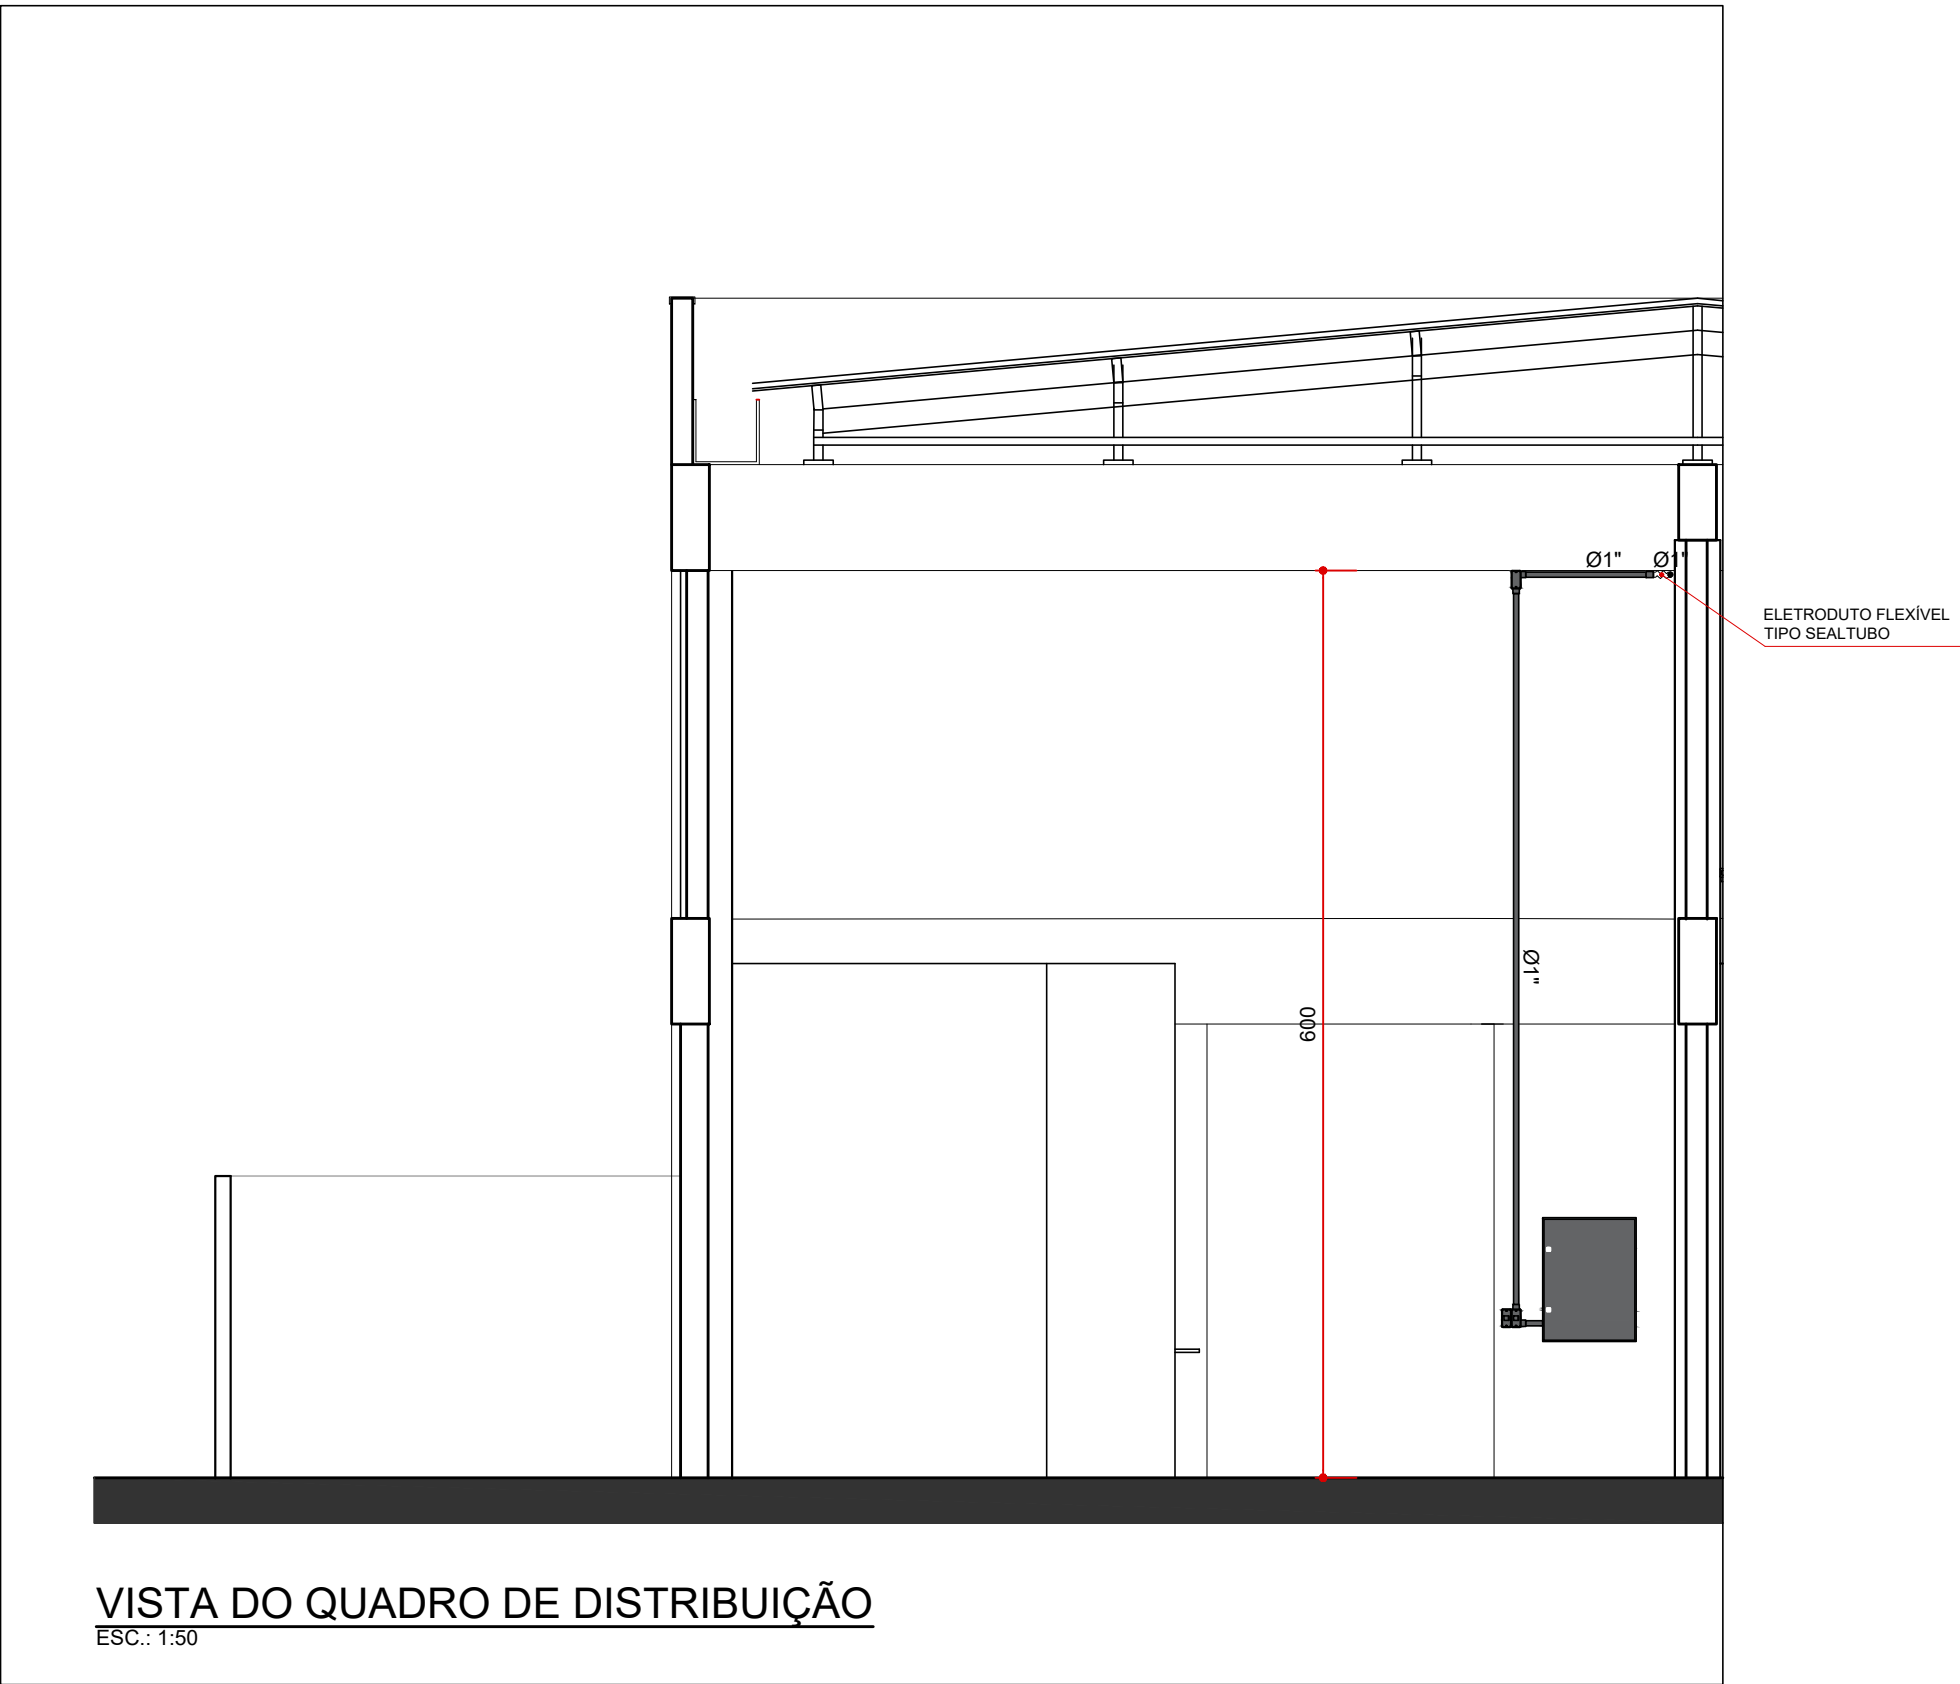 Ø1" Ø1"
ELETRODUTO FLEXÍVEL
TIPO SEALTUBO
Ø1"
600
VISTA DO QUADRO DE DISTRIBUIÇÃO
ESC.: 1:50